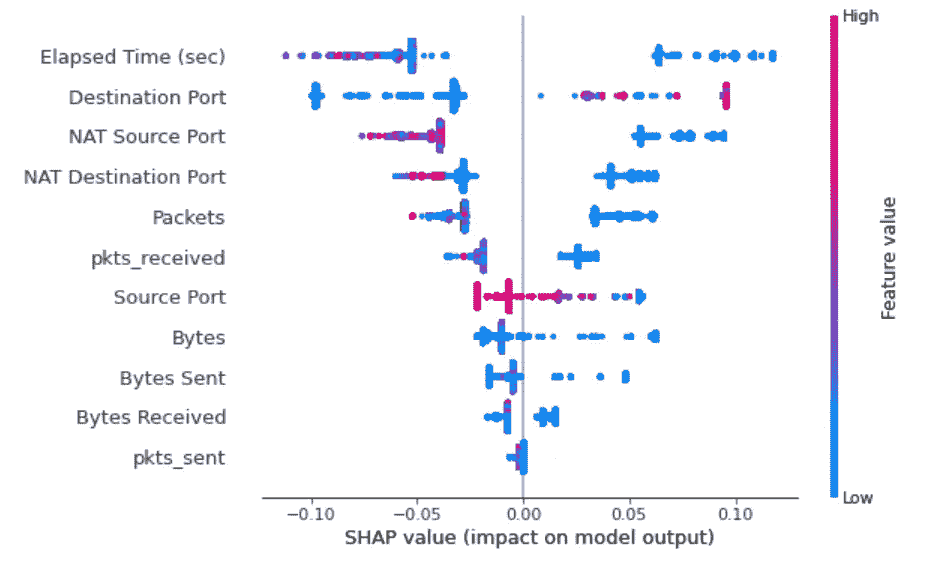 High
Elapsed Time (sec)
Destination Port
NAT Source Port
NAT Destination Port
Packets
pkts_received
Source Port
Bytes
Bytes Sent
Bytes Received
pkts_sent
Feature value
Low
−0.10 −0.05 0.00 0.05 0.10
SHAP value (impact on model output)